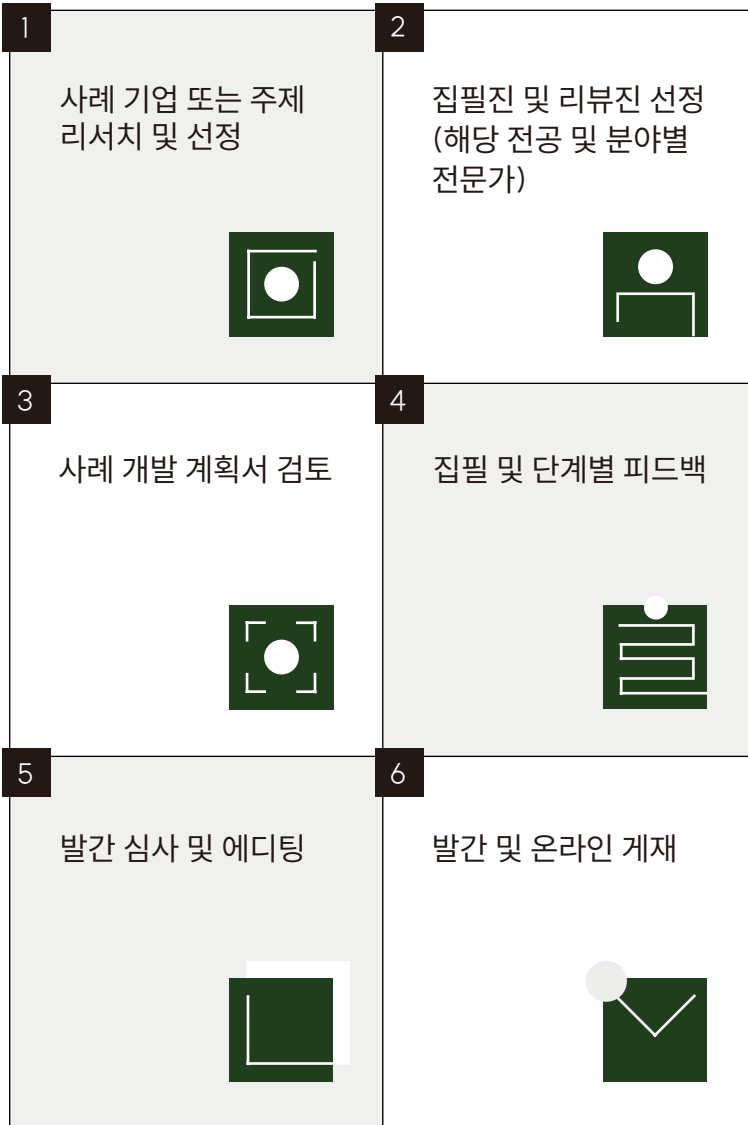 1
사례 기업 또는 주제
리서치 및 선정
2
집필진 및 리뷰진 선정
(해당 전공 및 분야별
전문가)
3
사례 개발 계획서 검토
4
집필 및 단계별 피드백
5
발간 심사 및 에디팅
6
발간 및 온라인 게재